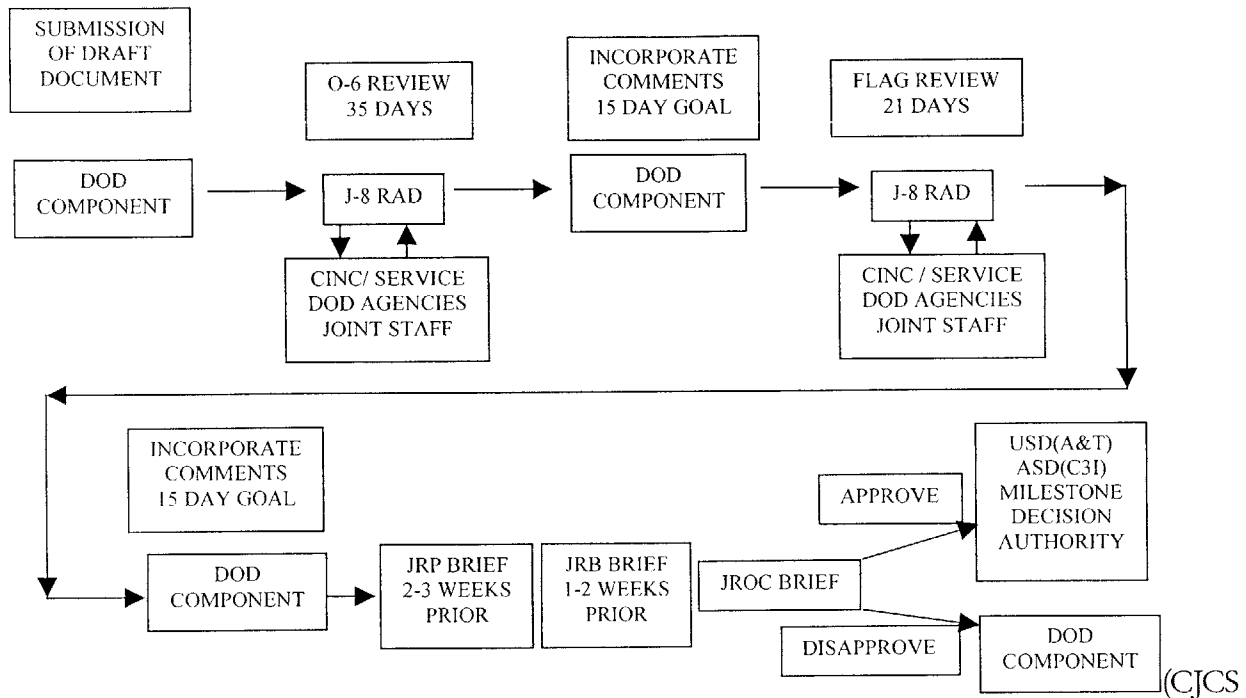 SUBMISSION
OF DRAFT
DOCUMENT
O-6 REVIEW
35 DAYS
INCORPORATE
COMMENTS
15 DAY GOAL
FLAG REVIEW
21 DAYS
DOD
COMPONENT
J-8 RAD
DOD
COMPONENT
J-8 RAD
CINC/ SERVICE
DOD AGENCIES
JOINT STAFF
CINC / SERVICE
DOD AGENCIES
JOINT STAFF
INCORPORATE
COMMENTS
15 DAY GOAL
DOD
COMPONENT
JRP BRIEF
2-3 WEEKS
PRIOR
JRB BRIEF
1-2 WEEKS
PRIOR
JROC BRIEF
APPROVE
USD(A&T)
ASD(C3I)
MILESTONE
DECISION
AUTHORITY
DISAPPROVE
DOD
COMPONENT
(CJCS